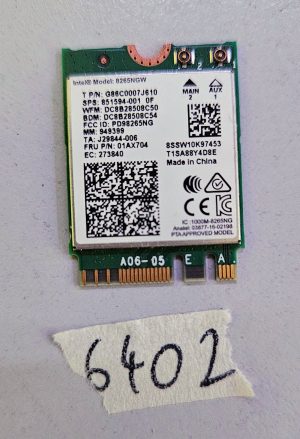 Intel® Model: 8265NGW
T P/N: G86C0007J610
SPS: 851594-001 0F
WFM: DC8B28508C50
BDM: DC8B28508C54
FCC ID: PD98265NG
MM: 949399
TA: J29844-006
FRU P/N: 01AX704
EC: 273840
MAIN
2
AUX
1
8SSW10K97453
T1SA88Y4D8E
Made in China
CE
FC
IC: 1000M-8265NG
Anatel: 03677-16-02198
PTA APPROVED MODEL
A06-05
E
A
6402